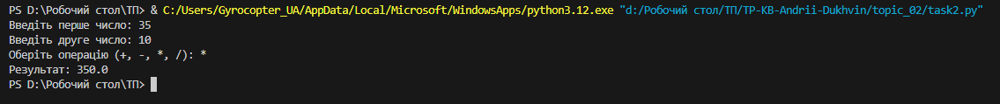 PS D:\Робочий стол\ТП> & C:/Users/Gyrocopter_UA/AppData/Local/Microsoft/WindowsApps/python3.12.exe "d:/Робочий стол/ТП/TP-KB-Andrii-Dukhvin/topic_02/task2.py"
Введіть перше число: 35
Введіть друге число: 10
Оберіть операцію (+, -, *, /): *
Результат: 350.0
PS D:\Робочий стол\ТП>